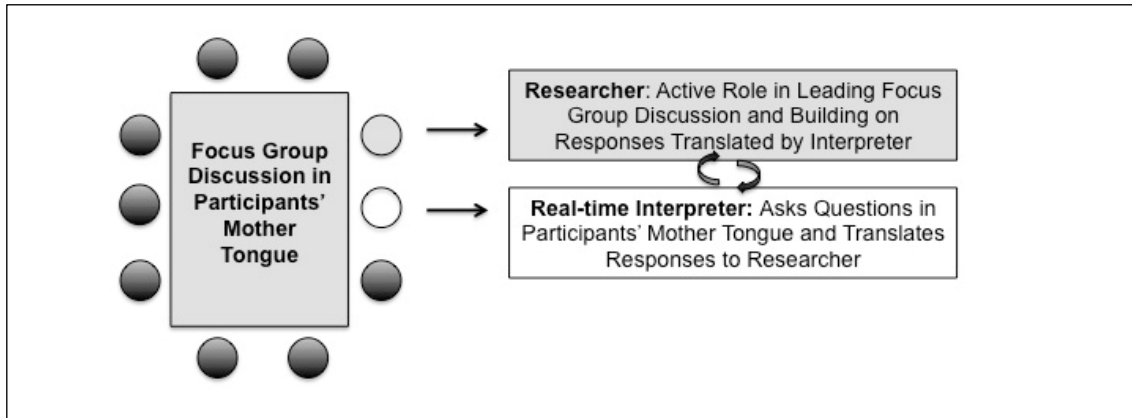 Focus Group
Discussion in
Participants'
Mother
Tongue
Researcher: Active Role in Leading Focus
Group Discussion and Building on
Responses Translated by Interpreter
Real-time Interpreter: Asks Questions in
Participants' Mother Tongue and Translates
Responses to Researcher